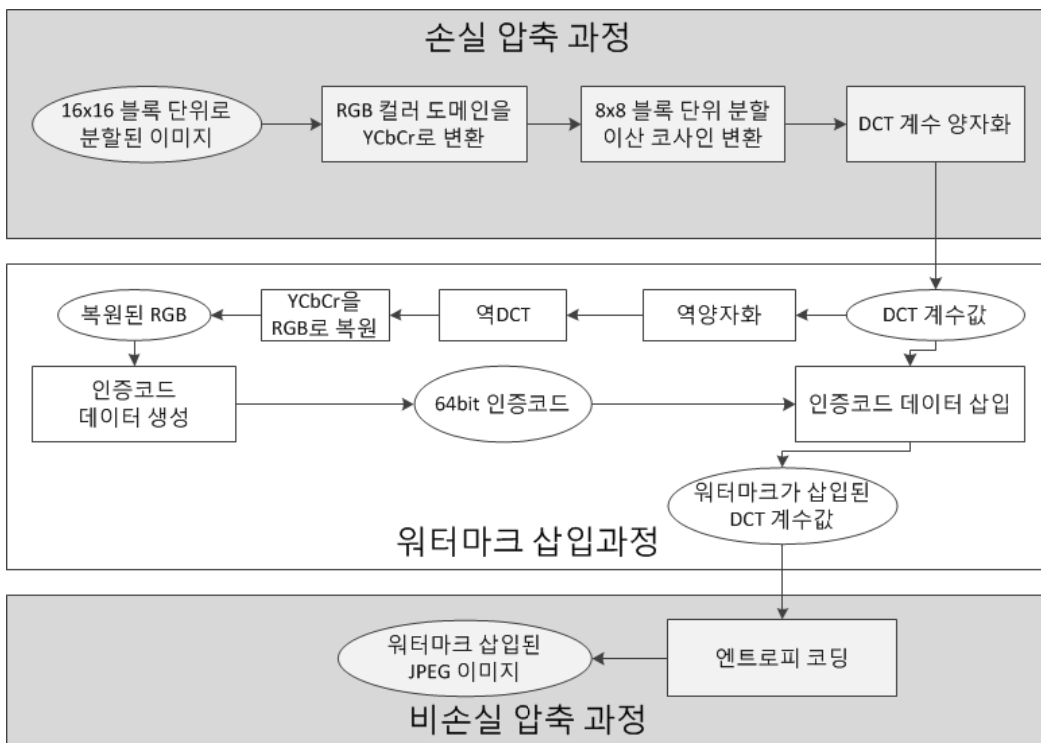 손실 압축 과정
16x16 블록 단위로
분할된 이미지
RGB 컬러 도메인을
YCbCr로 변환
8x8 블록 단위 분할
이산 코사인 변환
DCT 계수 양자화
복원된 RGB
YCbCr을
RGB로 복원
역DCT
역양자화
DCT 계수값
인증코드
데이터 생성
64bit 인증코드
인증코드 데이터 삽입
워터마크가 삽입된
DCT 계수값
워터마크 삽입과정
워터마크 삽입된
JPEG 이미지
엔트로피 코딩
비손실 압축 과정